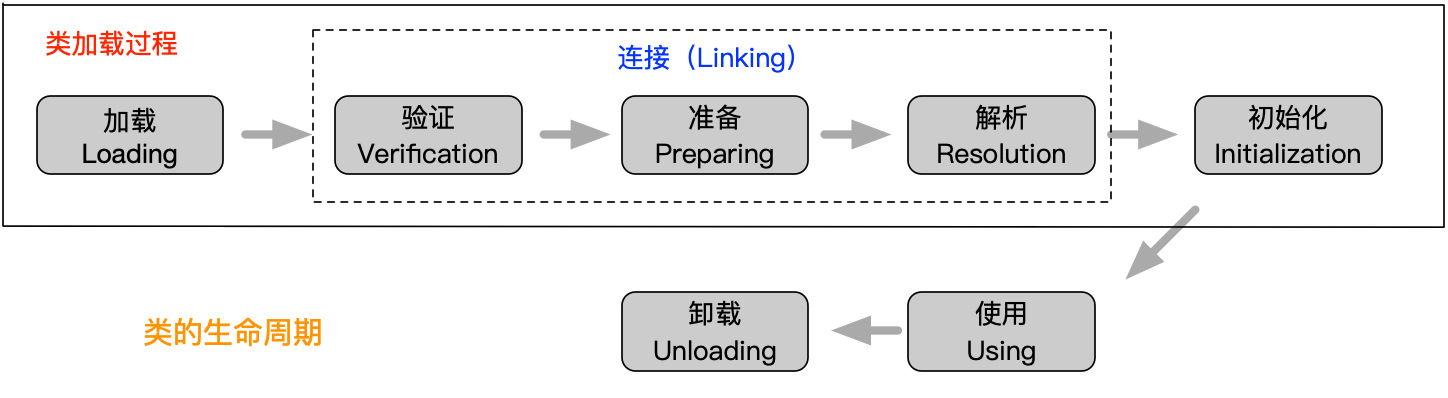 类加载过程
连接（Linking）
加载
Loading
验证
Verification
准备
Preparing
解析
Resolution
初始化
Initialization
类的生命周期
卸载
Unloading
使用
Using